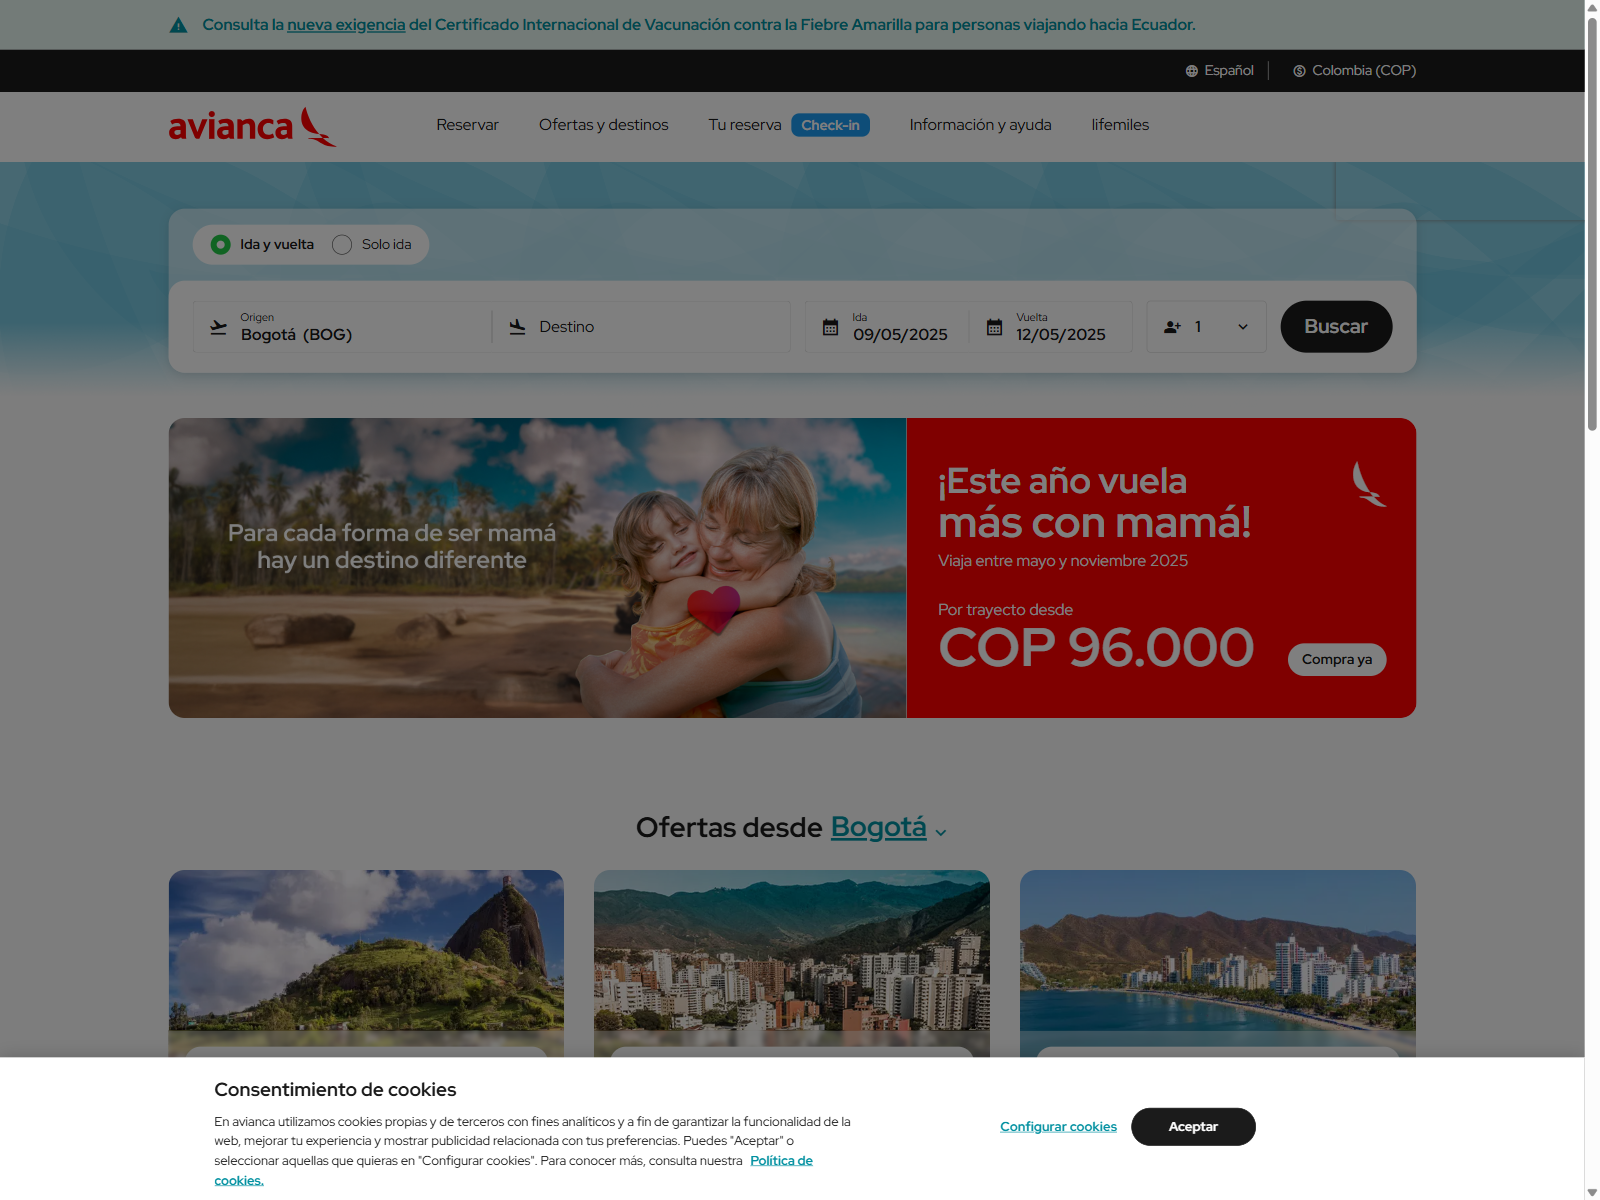 Consulta la nueva exigencia del Certificado Internacional de Vacunación contra la Fiebre Amarilla para personas viajando hacia Ecuador.
Español
Colombia (COP)
avianca
Reservar
Ofertas y destinos
Tu reserva
Check-in
Información y ayuda
lifemiles
Ida y vuelta
Solo ida
Origen
Bogotá (BOG)
Destino
Ida
09/05/2025
Vuelta
12/05/2025
1
Buscar
Para cada forma de ser mamá
hay un destino diferente
¡Este año vuela
más con mamá!
Viaja entre mayo y noviembre 2025
Por trayecto desde
COP 96.000
Compra ya
Ofertas desde Bogotá
Consentimiento de cookies
En avianca utilizamos cookies propias y de terceros con fines analíticos y a fin de garantizar la funcionalidad de la
web, mejorar tu experiencia y mostrar publicidad relacionada con tus preferencias. Puedes "Aceptar" o
seleccionar aquellas que quieras en "Configurar cookies". Para conocer más, consulta nuestra Política de
cookies.
Configurar cookies
Aceptar